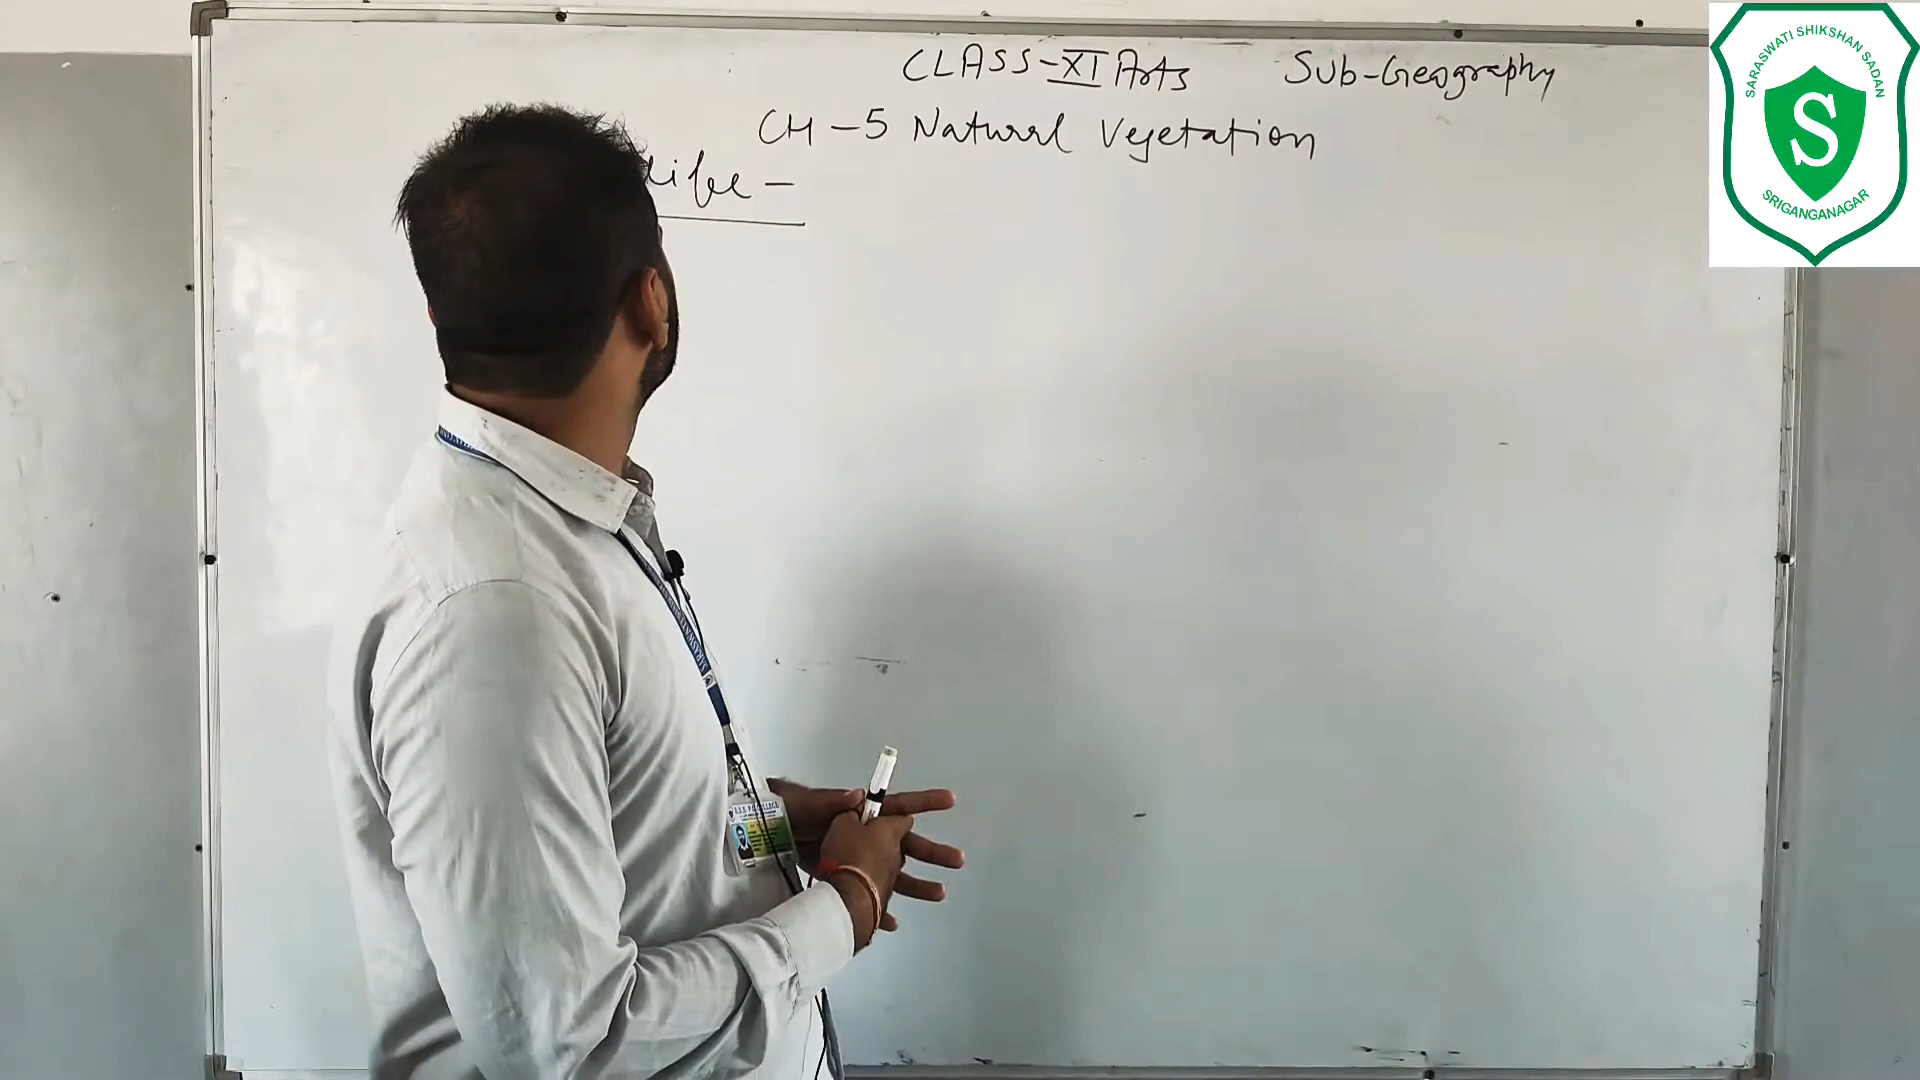 CLASS-XI Arts Sub-Geography
CH-5 Natural Vegetation
life-
SARASWATI SHIKSHAN SADAN
S
SRIGANGANAGAR